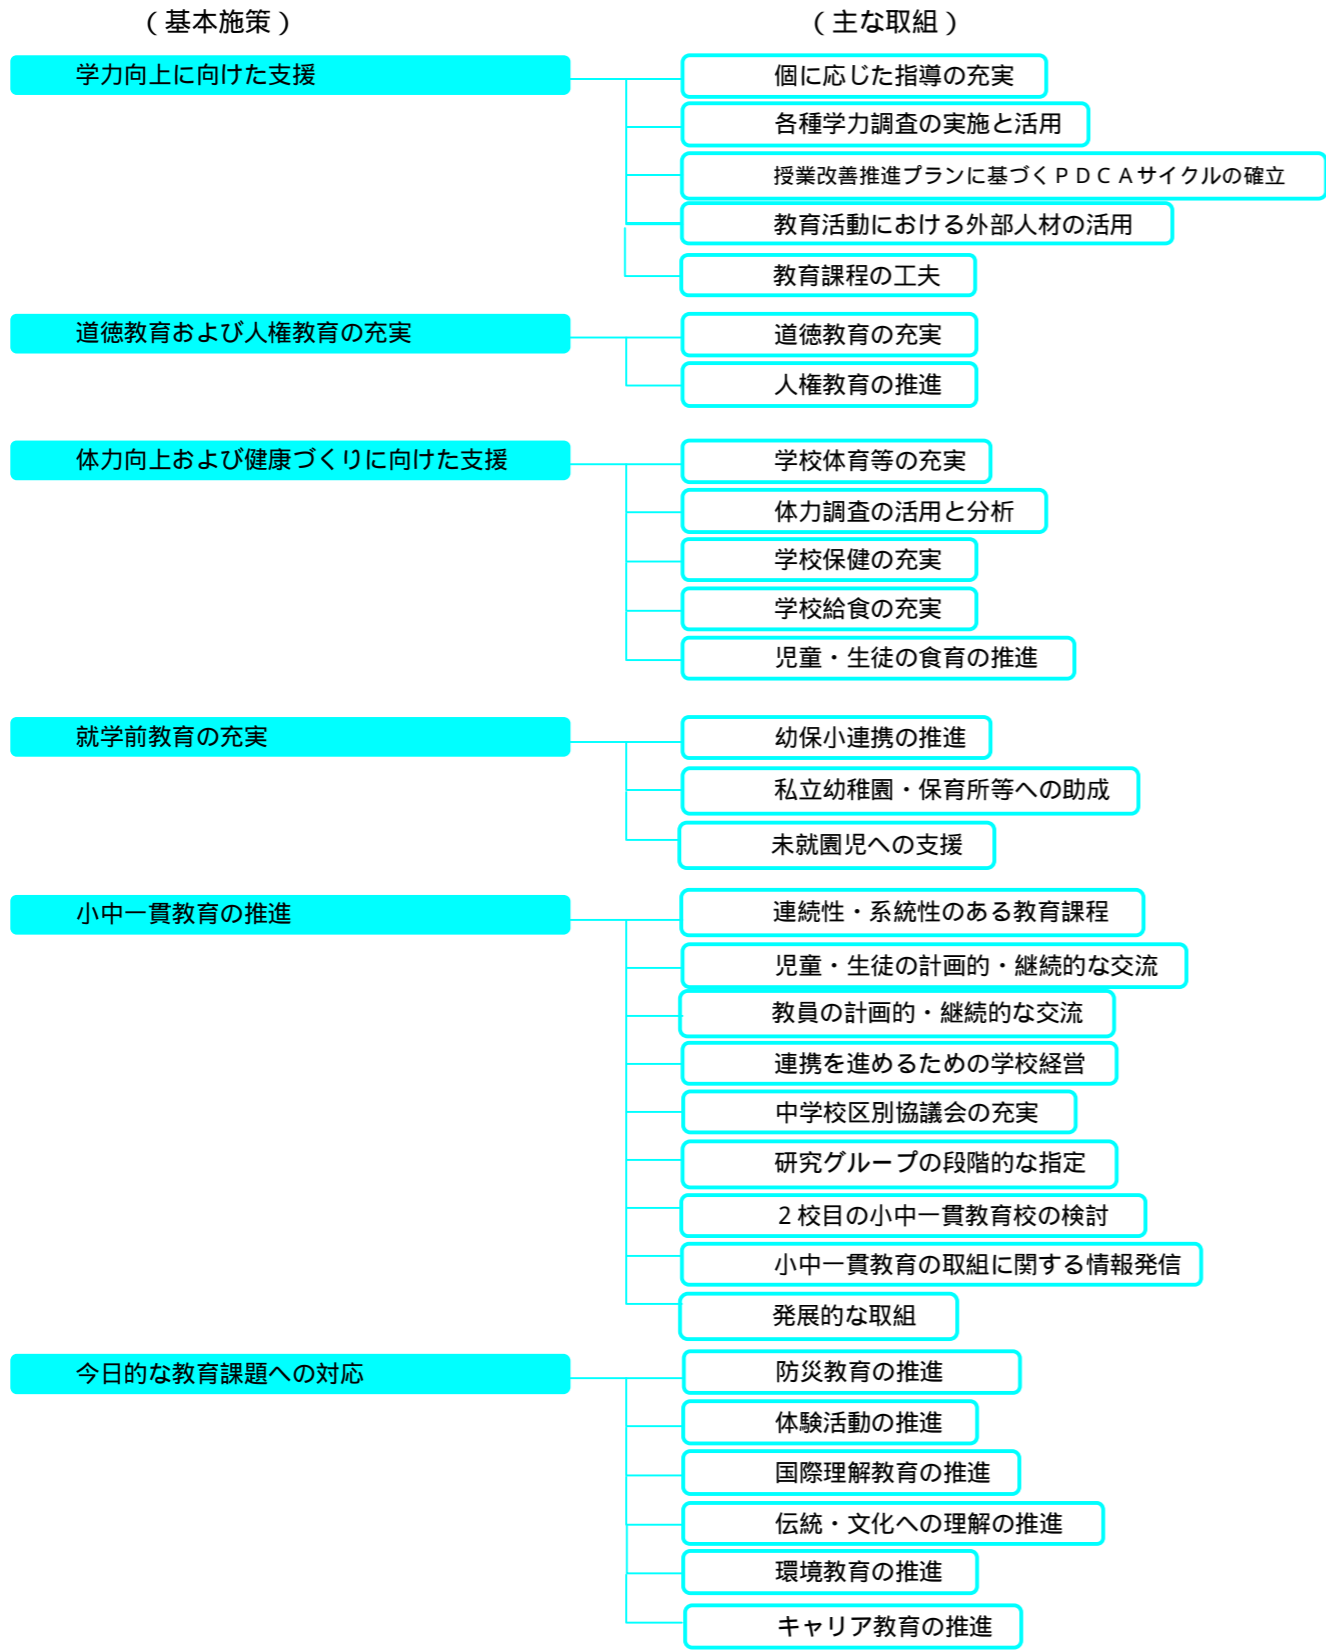 (基本施策) (主な取組)
学力向上に向けた支援 個に応じた指導の充実
各種学力調査の実施と活用
授業改善推進プランに基づくPDCAサイクルの確立
教育活動における外部人材の活用
教育課程の工夫
道徳教育および人権教育の充実 道徳教育の充実
人権教育の推進
体力向上および健康づくりに向けた支援 学校体育等の充実
体力調査の活用と分析
学校保健の充実
学校給食の充実
児童・生徒の食育の推進
就学前教育の充実 幼保小連携の推進
私立幼稚園・保育所等への助成
未就園児への支援
小中一貫教育の推進 連続性・系統性のある教育課程
児童・生徒の計画的・継続的な交流
教員の計画的・継続的な交流
連携を進めるための学校経営
中学校区別協議会の充実
研究グループの段階的な指定
2校目の小中一貫教育校の検討
小中一貫教育の取組に関する情報発信
発展的な取組
今日的な教育課題への対応 防災教育の推進
体験活動の推進
国際理解教育の推進
伝統・文化への理解の推進
環境教育の推進
キャリア教育の推進